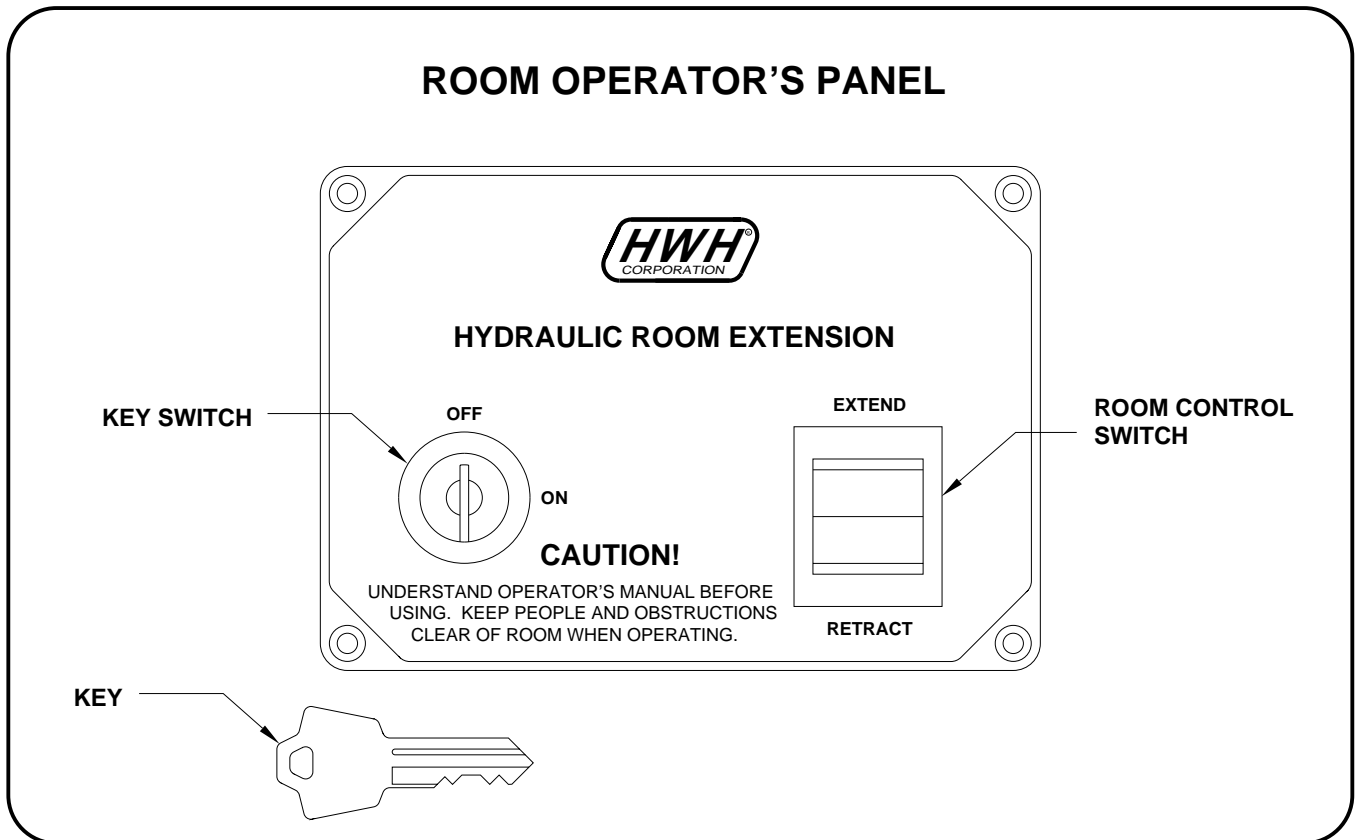 ROOM OPERATOR’S PANEL
HWH®
CORPORATION
HYDRAULIC ROOM EXTENSION
KEY SWITCH
OFF
ON
EXTEND
RETRACT
ROOM CONTROL
SWITCH
CAUTION!
UNDERSTAND OPERATOR’S MANUAL BEFORE
USING. KEEP PEOPLE AND OBSTRUCTIONS
CLEAR OF ROOM WHEN OPERATING.
KEY